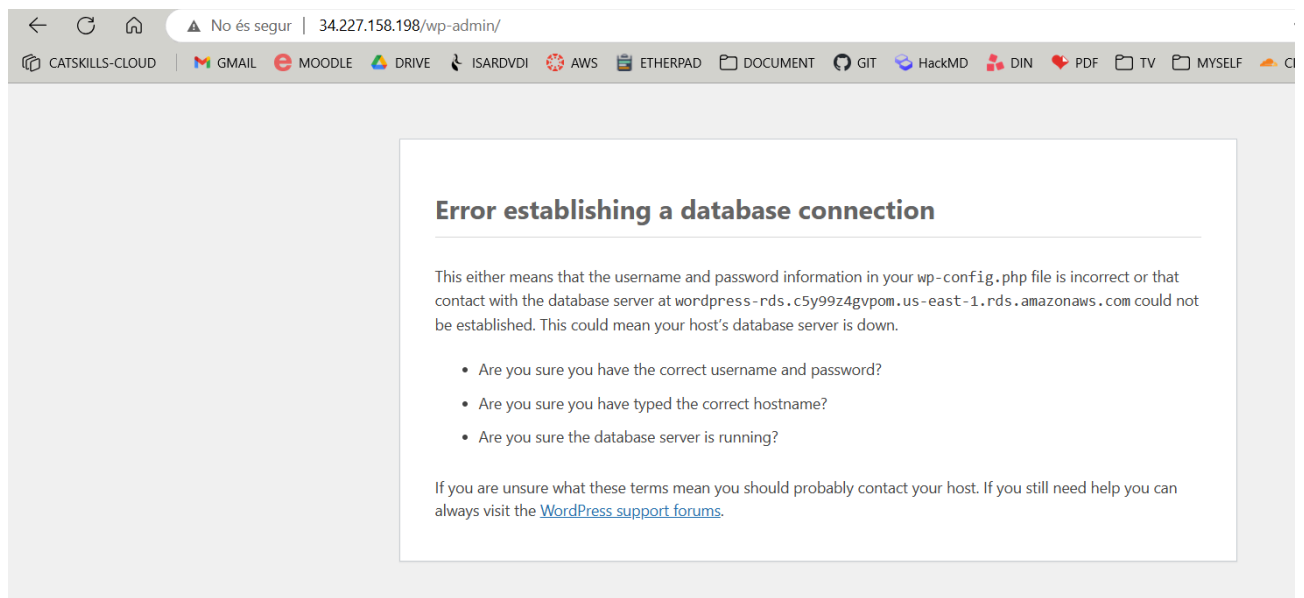 No és segur 34.227.158.198/wp-admin/
CATSKILLS-CLOUD GMAIL MOODLE DRIVE ISARDVDI AWS ETHERPAD DOCUMENT GIT HackMD DIN PDF TV MYSELF
Error establishing a database connection
This either means that the username and password information in your wp-config.php file is incorrect or that
contact with the database server at wordpress-rds.c5y99z4gvpom.us-east-1.rds.amazonaws.com could not
be established. This could mean your host’s database server is down.
• Are you sure you have the correct username and password?
• Are you sure you have typed the correct hostname?
• Are you sure the database server is running?
If you are unsure what these terms mean you should probably contact your host. If you still need help you can
always visit the WordPress support forums.